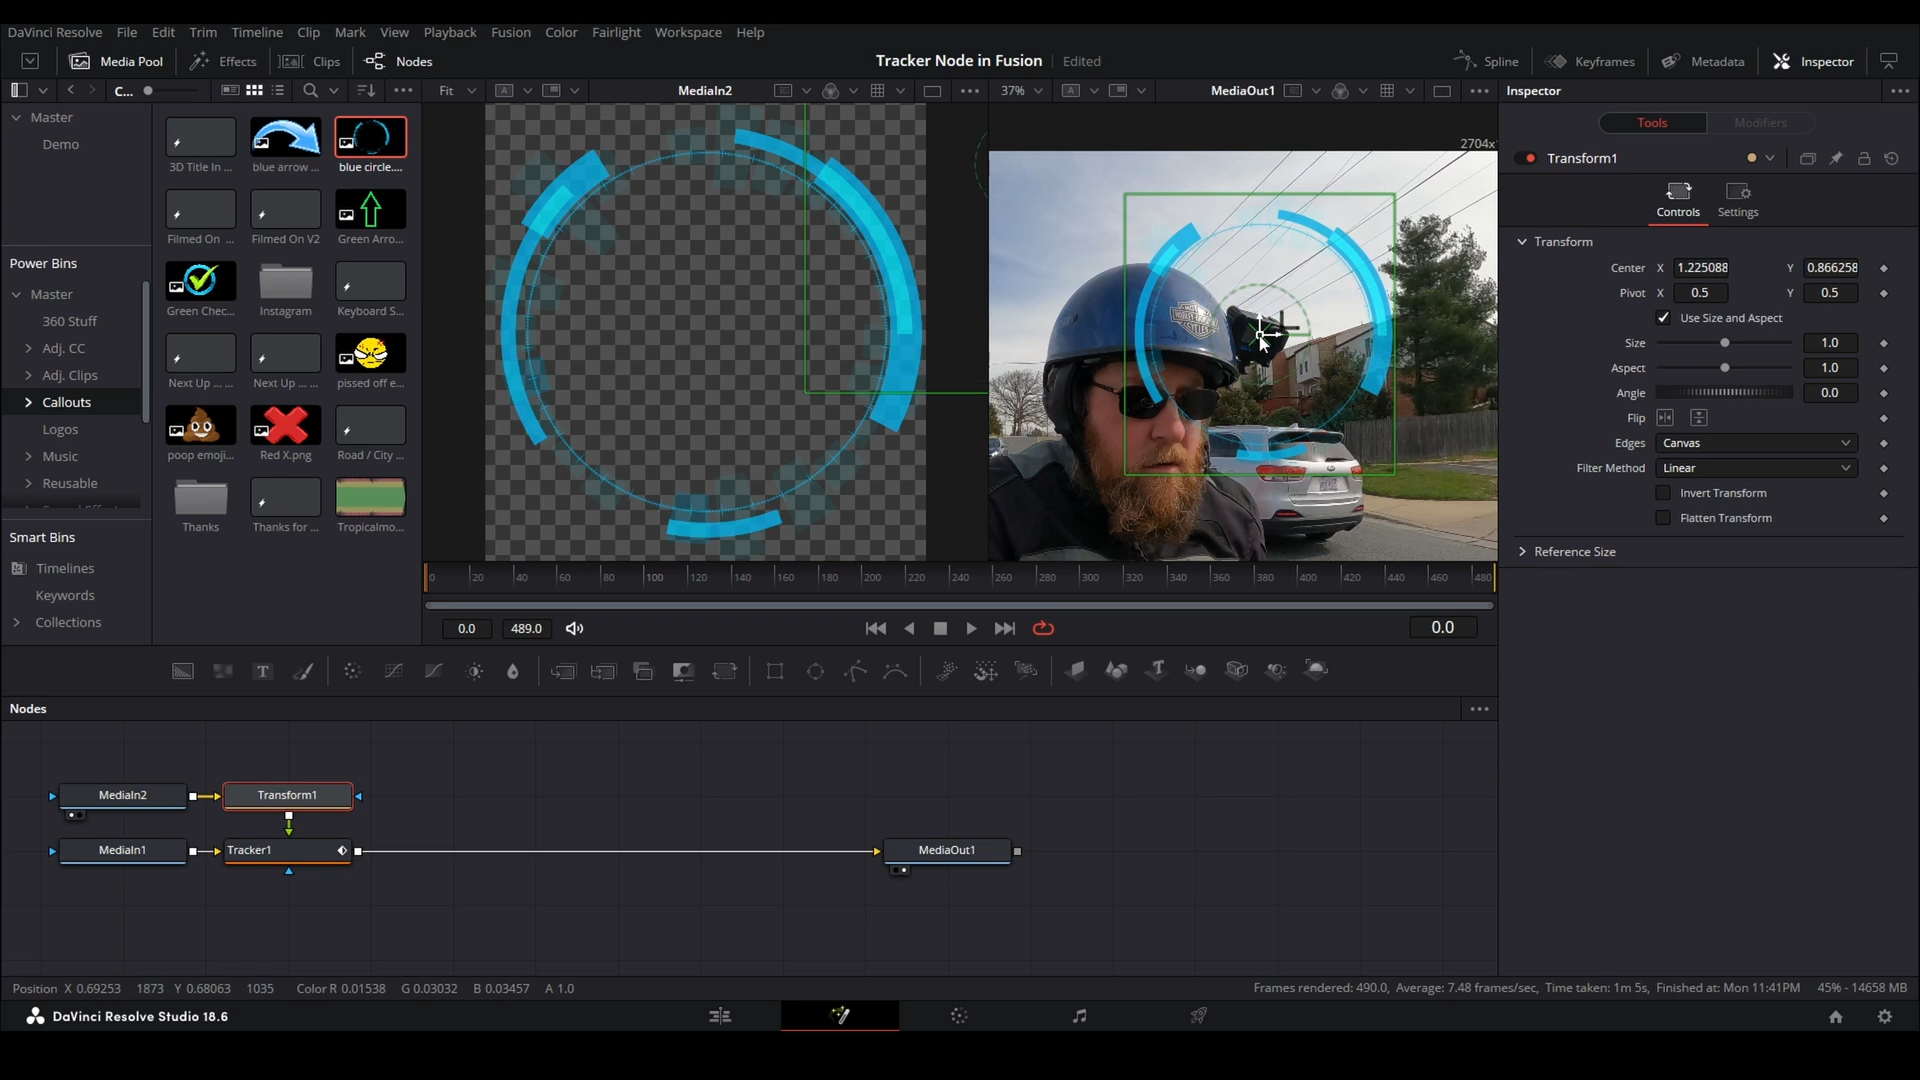 DaVinci Resolve File Edit Trim Timeline Clip Mark View Playback Fusion Color Fairlight Workspace Help
Media Pool Effects Clips Nodes Tracker Node in Fusion Edited Spline Keyframes Metadata Inspector
C... Fit MediaIn2 37% MediaOut1 Inspector
Master
Demo
Power Bins
Master
360 Stuff
Adj. CC
Adj. Clips
Callouts
Logos
Music
Reusable
Smart Bins
Timelines
Keywords
Collections
3D Title In ... blue arrow ... blue circle....
Filmed On ... Filmed On V2 Green Arro...
Green Chec... Instagram Keyboard S...
Next Up ... ... Next Up ... ... pissed off e...
poop emoji... Red X.png Road / City ...
Thanks Thanks for ... Tropicalmo...
2704x
Tools Modifiers
Transform1
Controls Settings
Transform
Center X 1.225088 Y 0.866258
Pivot X 0.5 Y 0.5
Use Size and Aspect
Size 1.0
Aspect 1.0
Angle 0.0
Flip
Edges Canvas
Filter Method Linear
Invert Transform
Flatten Transform
Reference Size
0 20 40 60 80 100 120 140 160 180 200 220 240 260 280 300 320 340 360 380 400 420 440 460 480
0.0 489.0 0.0
Nodes
MediaIn2 Transform1
MediaIn1 Tracker1 MediaOut1
Position X 0.69253 1873 Y 0.68063 1035 Color R 0.01538 G 0.03032 B 0.03457 A 1.0 Frames rendered: 490.0, Average: 7.48 frames/sec, Time taken: 1m 5s, Finished at: Mon 11:41PM 45% - 14658 MB
DaVinci Resolve Studio 18.6